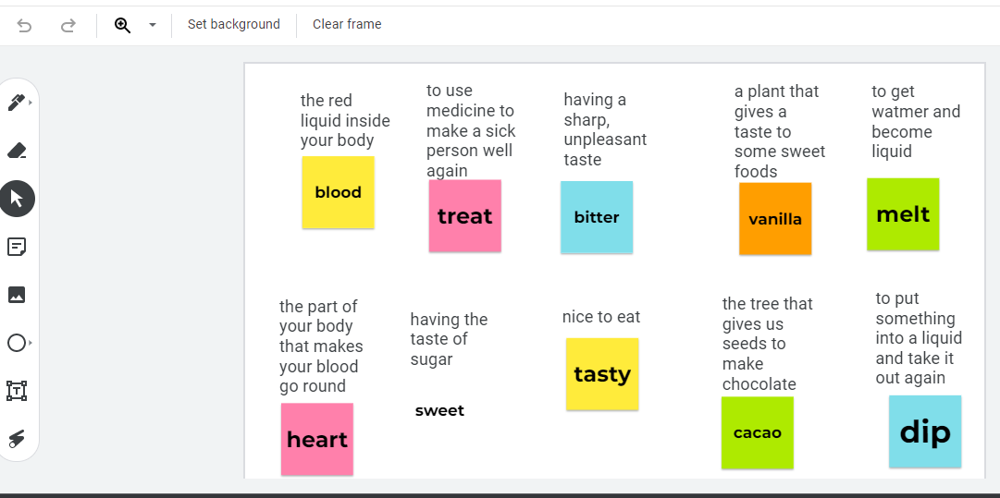 Set background
Clear frame
the red
liquid inside
your body
blood
to use
medicine to
make a sick
person well
again
treat
having a
sharp,
unpleasant
taste
bitter
a plant that
gives a
taste to
some sweet
foods
vanilla
to get
watmer and
become
liquid
melt
the part of
your body
that makes
your blood
go round
heart
having the
taste of
sugar
sweet
nice to eat
tasty
the tree that
gives us
seeds to
make
chocolate
cacao
to put
something
into a liquid
and take it
out again
dip